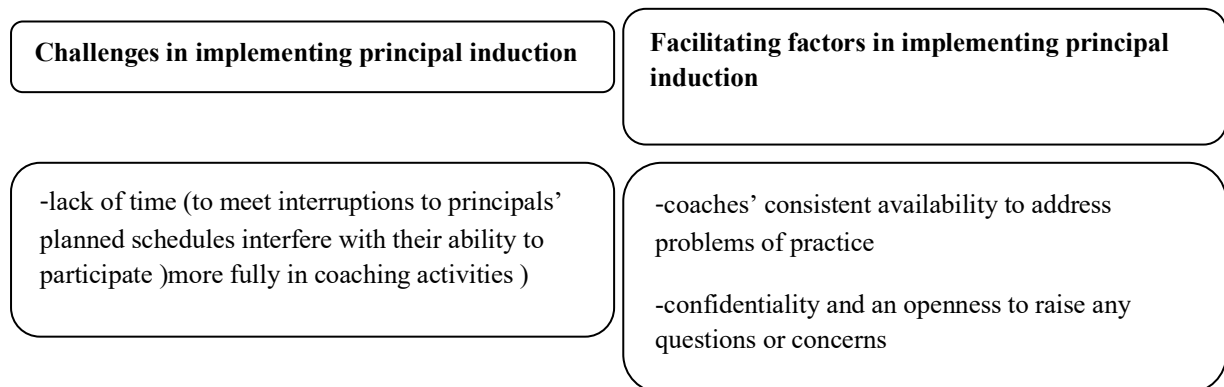 Challenges in implementing principal induction
Facilitating factors in implementing principal
induction
-lack of time (to meet interruptions to principals’
planned schedules interfere with their ability to
participate )more fully in coaching activities )
-coaches’ consistent availability to address
problems of practice
-confidentiality and an openness to raise any
questions or concerns